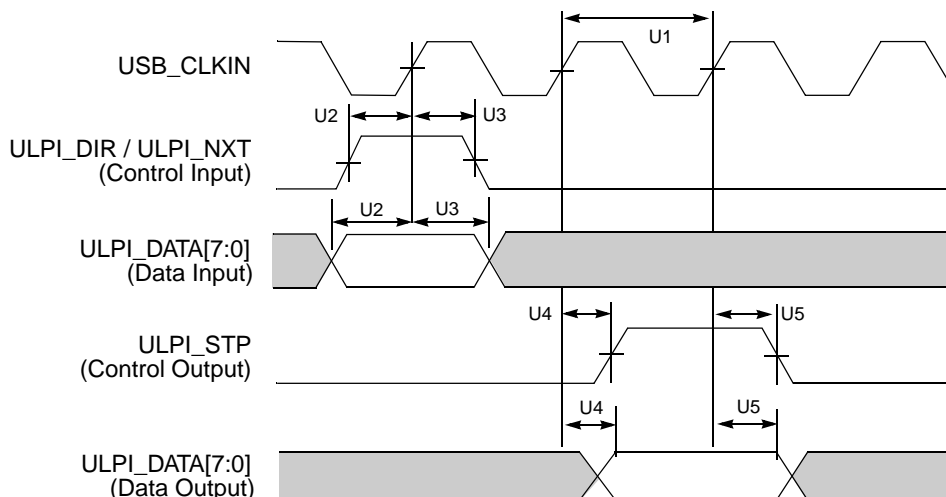 U1
USB_CLKIN
U2
U3
ULPI_DIR / ULPI_NXT
(Control Input)
U2
U3
ULPI_DATA[7:0]
(Data Input)
U4
U5
ULPI_STP
(Control Output)
U4
U5
ULPI_DATA[7:0]
(Data Output)